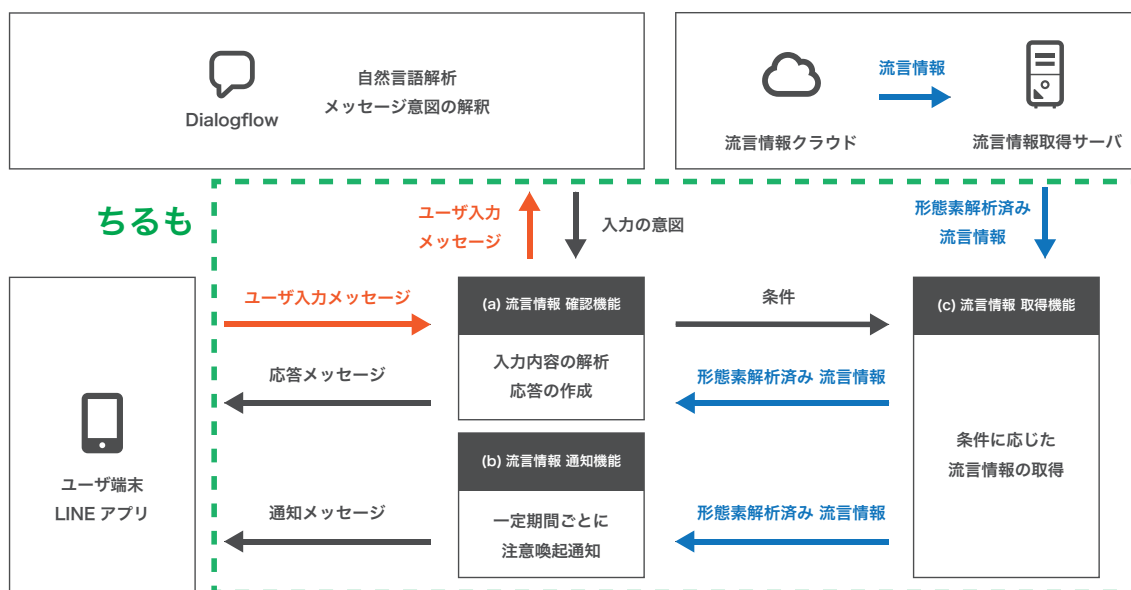 自然言語解析
メッセージ意図の解釈
Dialogflow
流言情報
流言情報クラウド
流言情報取得サーバ
ちるも
ユーザ入力
メッセージ
入力の意図
形態素解析済み
流言情報
ユーザ入力メッセージ
(a) 流言情報 確認機能
条件
(c) 流言情報 取得機能
入力内容の解析
応答の作成
応答メッセージ
形態素解析済み 流言情報
(b) 流言情報 通知機能
条件に応じた
流言情報の取得
ユーザ端末
LINE アプリ
通知メッセージ
一定期間ごとに
注意喚起通知
形態素解析済み 流言情報